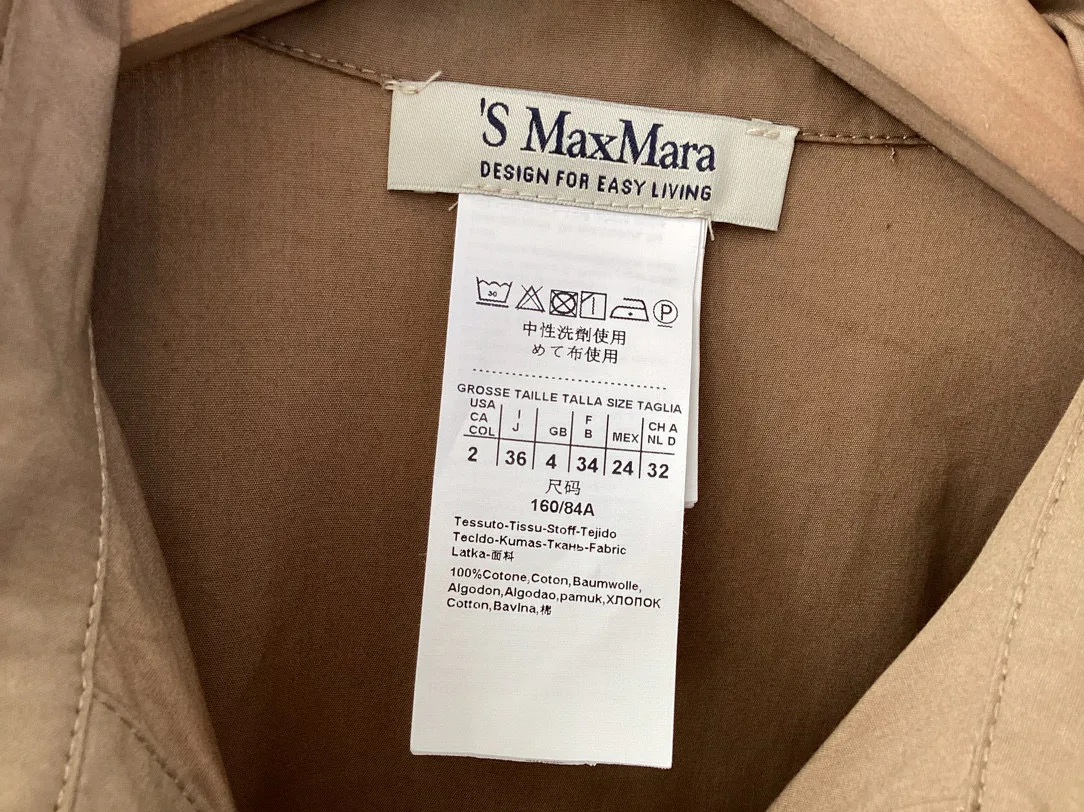 'S MaxMara
DESIGN FOR EASY LIVING
30
P
中性洗劑使用
めて布使用
GROSSE TAILLE TALLA SIZE TAGLIA
USA CA COL | I J | GB | F B | MEX | CH A NL D
2 | 36 | 4 | 34 | 24 | 32
尺码
160/84A
Tessuto-Tissu-Stoff-Tejido
Tecldo-Kumas-Ткань-Fabric
Latka-面料
100%Cotone,Coton,Baumwolle,
Algodon,Algodao,pamuk,ХЛОПОК
Cotton,Bavlna,棉